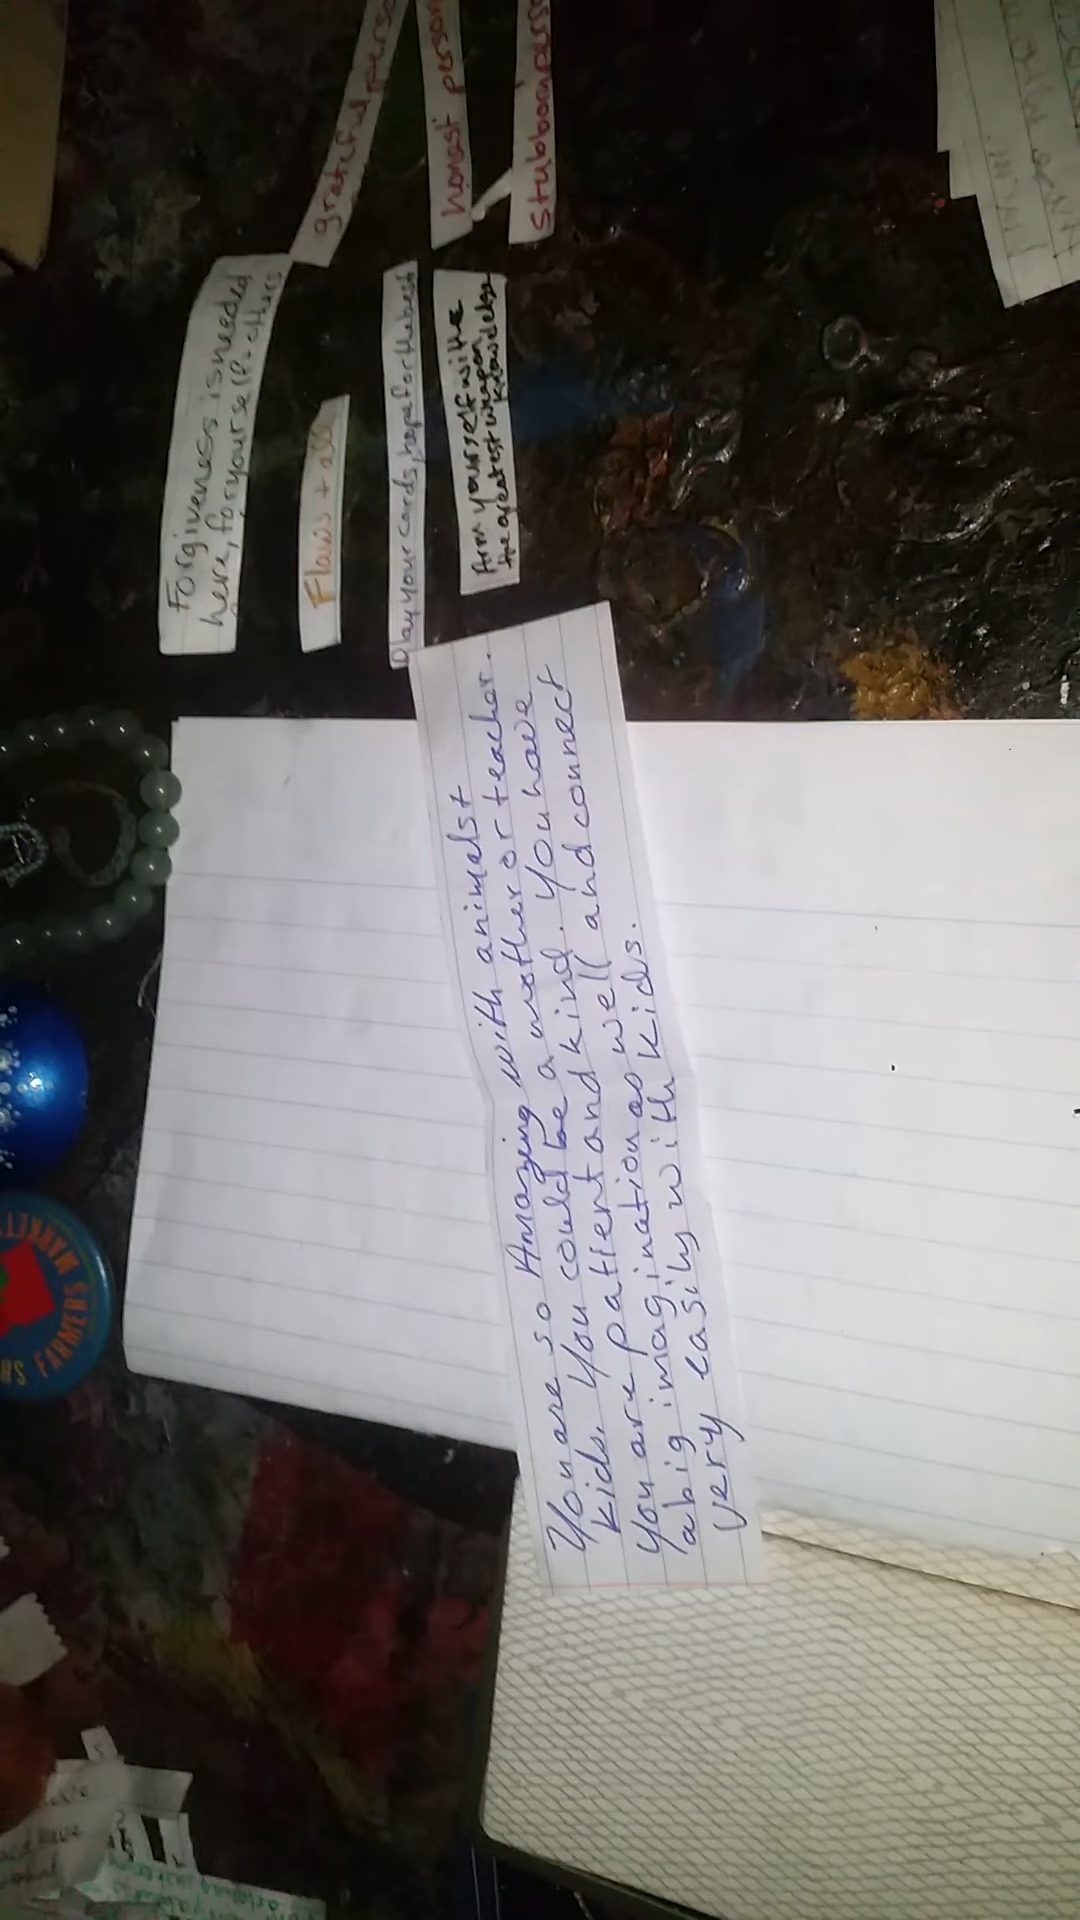 grateful perso
honest person
stubborn perso
Forgiveness is needed
here, for yourself + others
Flaws + all
Play your cards, hope for the best
Arm yourself with
the greatest weapon
Knowledge
You are so Amazing with animals +
kids. You could be a mother or teacher.
You are patient and kind. You have
a big imagination as well and connect
very easily with kids.
FARMERS MARKET